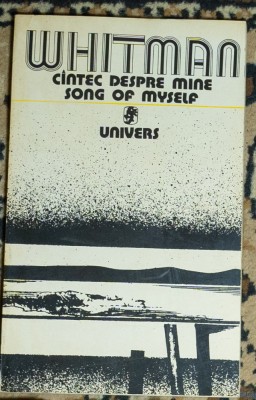 WHITMAN
CÎNTEC DESPRE MINE
SONG OF MYSELF
UNIVERS